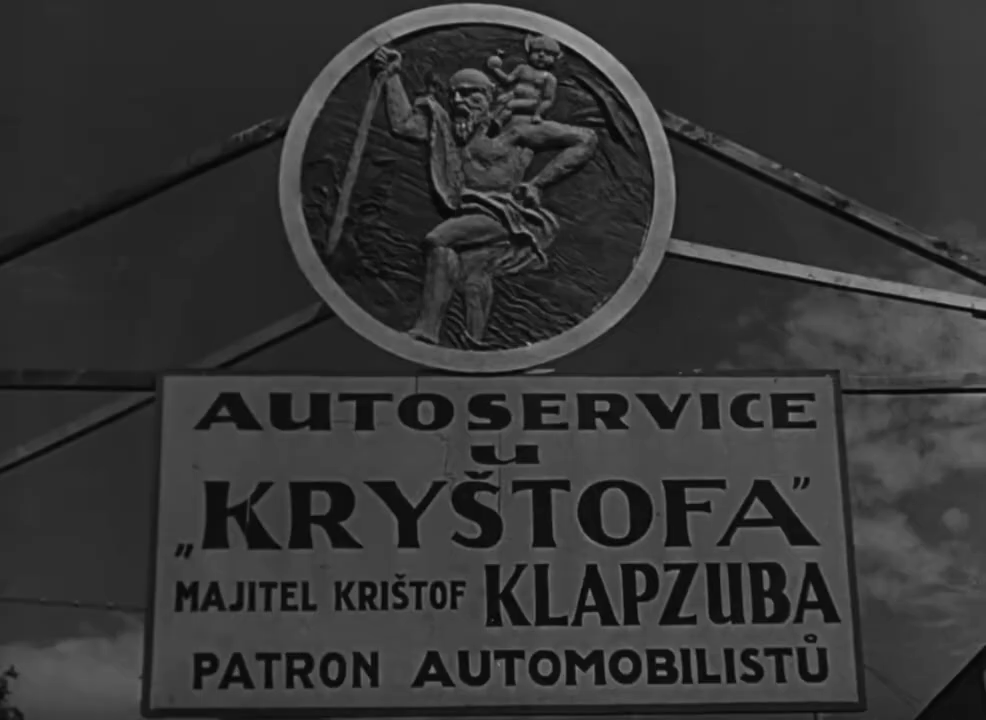 AUTOSERVICE
u
„KRYŠTOFA”
MAJITEL KRIŠTOF KLAPZUBA
PATRON AUTOMOBILISTŮ